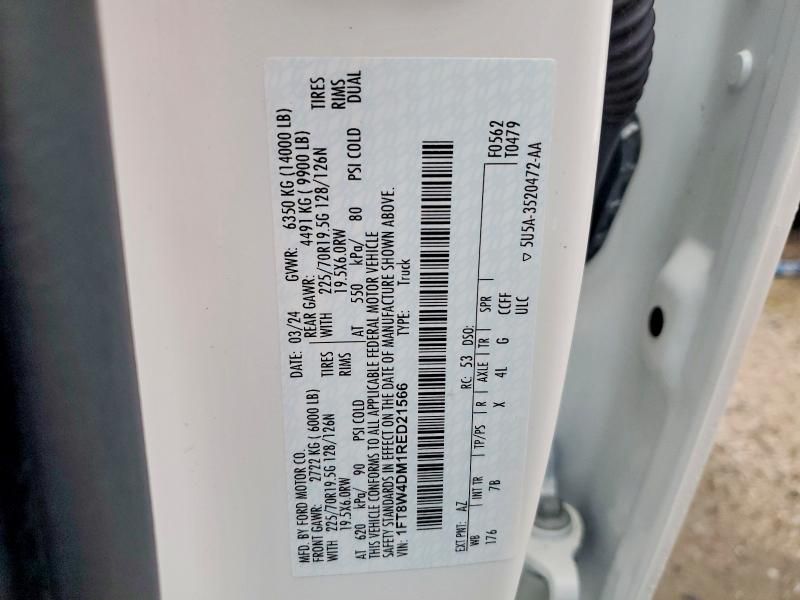 MFD. BY FORD MOTOR CO.
DATE: 03/24 GVWR: 6350 KG (14000 LB)
FRONT GAWR: 2722 KG ( 6000 LB) REAR GAWR: 4491 KG ( 9900 LB)
WITH 225/70R19.5G 128/126N TIRES WITH 225/70R19.5G 128/126N TIRES
19.5X6.0RW RIMS 19.5X6.0RW RIMS
AT 620 kPa/ 90 PSI COLD AT 550 kPa/ 80 PSI COLD DUAL
THIS VEHICLE CONFORMS TO ALL APPLICABLE FEDERAL MOTOR VEHICLE
SAFETY STANDARDS IN EFFECT ON THE DATE OF MANUFACTURE SHOWN ABOVE.
VIN: 1FT8W4DM1RED21566 TYPE: Truck
F0562
T0479
EXT PNT: AZ RC: 53 DSO:
WB INT TR TP/PS R AXLE TR SPR
176 7B X 4L G CCFF
ULC
▽ 5U5A-3520472-AA